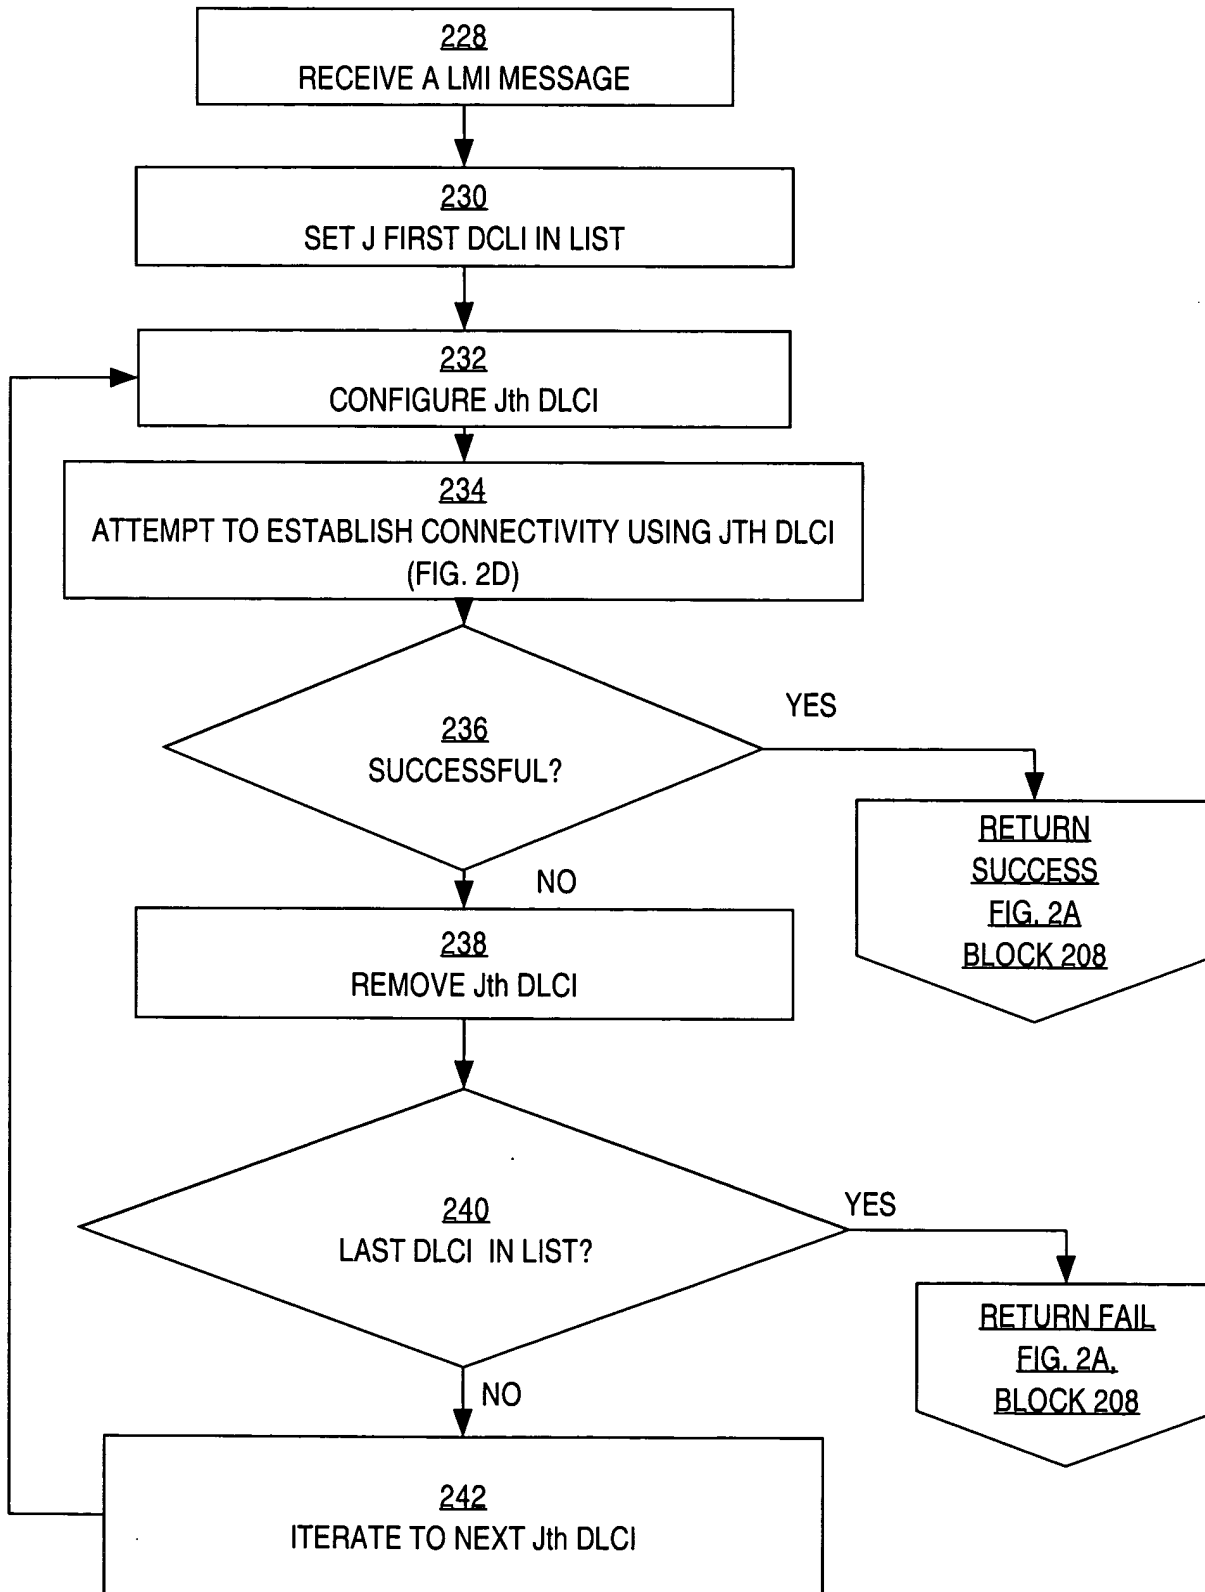 228
RECEIVE A LMI MESSAGE
230
SET J FIRST DCLI IN LIST
232
CONFIGURE Jth DLCI
234
ATTEMPT TO ESTABLISH CONNECTIVITY USING JTH DLCI
(FIG. 2D)
236
SUCCESSFUL?
YES
RETURN
SUCCESS
FIG. 2A
BLOCK 208
NO
238
REMOVE Jth DLCI
240
LAST DLCI IN LIST?
YES
RETURN FAIL
FIG. 2A,
BLOCK 208
NO
242
ITERATE TO NEXT Jth DLCI